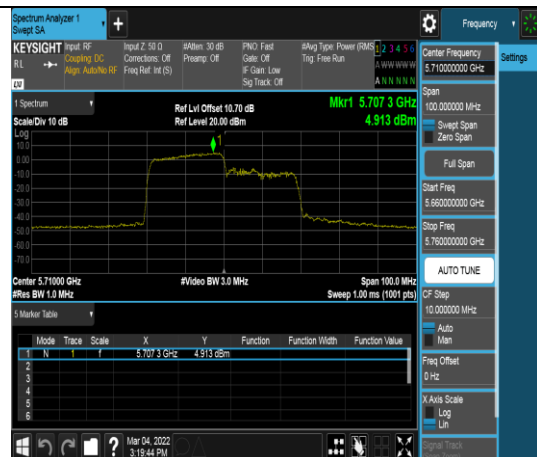 Spectrum Analyzer 1
Swept SA
+
Frequency
KEYSIGHT
RL
LXI
Input: RF
Coupling: DC
Align: Auto/No RF
Input Z: 50 Ω
Corrections: Off
Freq Ref: Int (S)
#Atten: 30 dB
Preamp: Off
PNO: Fast
Gate: Off
IF Gain: Low
Sig Track: Off
#Avg Type: Power (RMS
Trig: Free Run
1 2 3 4 5 6
A W W W W W
A N N N N N
1 Spectrum
Scale/Div 10 dB
Ref Lvl Offset 10.70 dB
Ref Level 20.00 dBm
Mkr1 5.707 3 GHz
4.913 dBm
Log
10.0
0.00
-10.0
-20.0
-30.0
-40.0
-50.0
-60.0
-70.0
1
Center 5.71000 GHz
#Res BW 1.0 MHz
#Video BW 3.0 MHz
Span 100.0 MHz
Sweep 1.00 ms (1001 pts)
5 Marker Table
Mode Trace Scale X Y Function Function Width Function Value
1 N 1 f 5.707 3 GHz 4.913 dBm
2
3
4
5
6
?
Mar 04, 2022
3:19:44 PM
Center Frequency
5.710000000 GHz
Settings
Span
100.000000 MHz
Swept Span
Zero Span
Full Span
Start Freq
5.660000000 GHz
Stop Freq
5.760000000 GHz
AUTO TUNE
CF Step
10.000000 MHz
Auto
Man
Freq Offset
0 Hz
X Axis Scale
Log
Lin
Signal Track